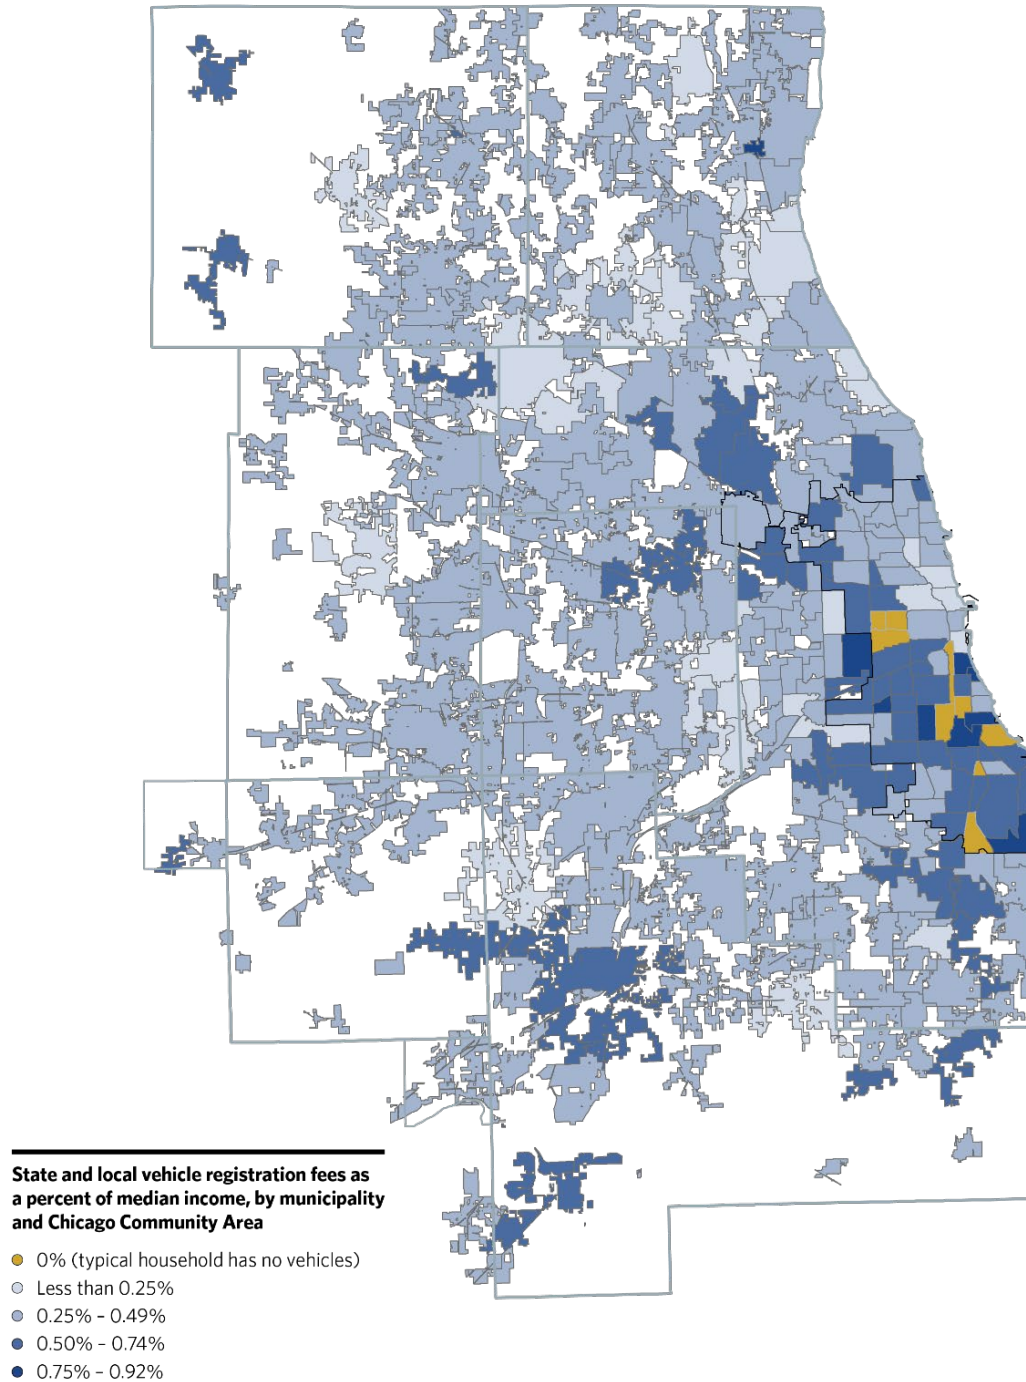 State and local vehicle registration fees as
a percent of median income, by municipality
and Chicago Community Area
0% (typical household has no vehicles)
Less than 0.25%
0.25% – 0.49%
0.50% – 0.74%
0.75% – 0.92%